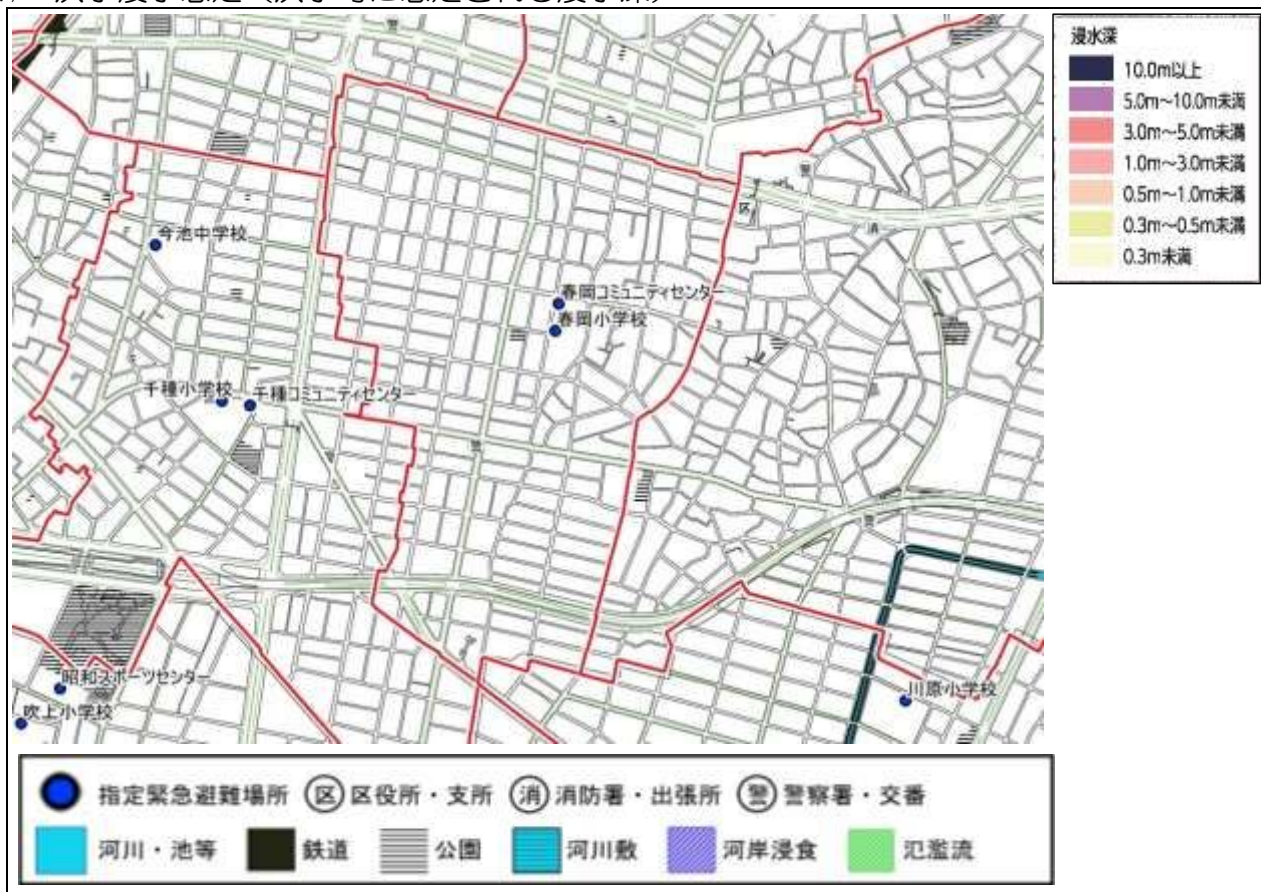 浸水深
10.0m以上
5.0m～10.0m未満
3.0m～5.0m未満
1.0m～3.0m未満
0.5m～1.0m未満
0.3m～0.5m未満
0.3m未満
警
警
区
消
今池中学校
春岡コミュニティセンター
春岡小学校
千種小学校
千種コミュニティセンター
昭和スポーツセンター
吹上小学校
川原小学校
指定緊急避難場所
区 区役所・支所
消 消防署・出張所
警 警察署・交番
河川・池等
鉄道
公園
河川敷
河岸浸食
氾濫流